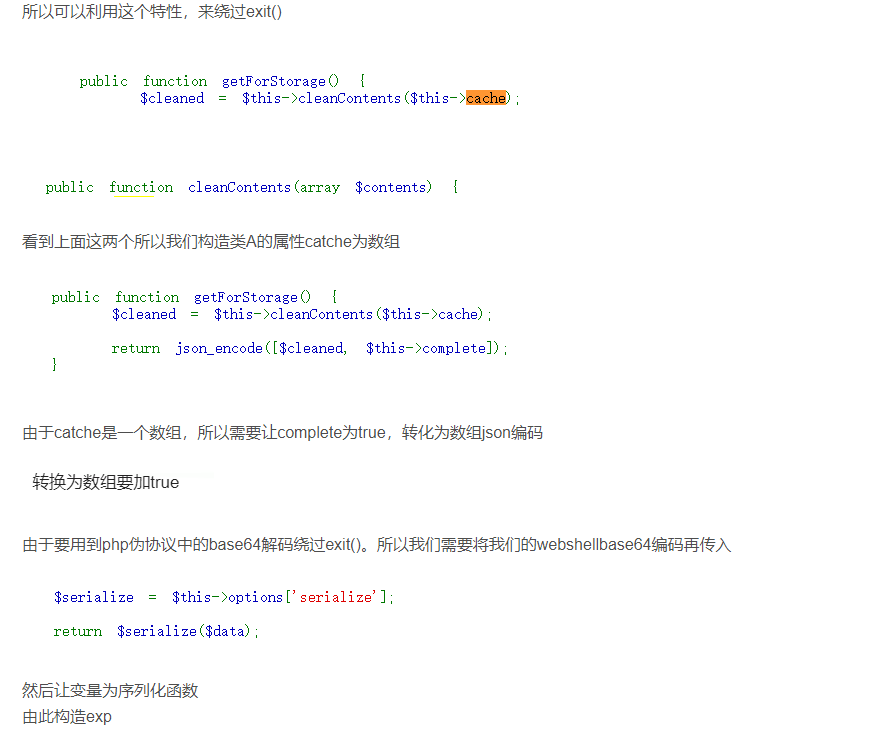 所以可以利用这个特性，来绕过exit()
public function getForStorage() {
$cleaned = $this->cleanContents($this->cache);
public function cleanContents(array $contents) {
看到上面这两个所以我们构造类A的属性catche为数组
public function getForStorage() {
$cleaned = $this->cleanContents($this->cache);
return json_encode([$cleaned, $this->complete]);
}
由于catche是一个数组，所以需要让complete为true，转化为数组json编码
转换为数组要加true
由于要用到php伪协议中的base64解码绕过exit()。所以我们需要将我们的webshellbase64编码再传入
$serialize = $this->options['serialize'];
return $serialize($data);
然后让变量为序列化函数
由此构造exp